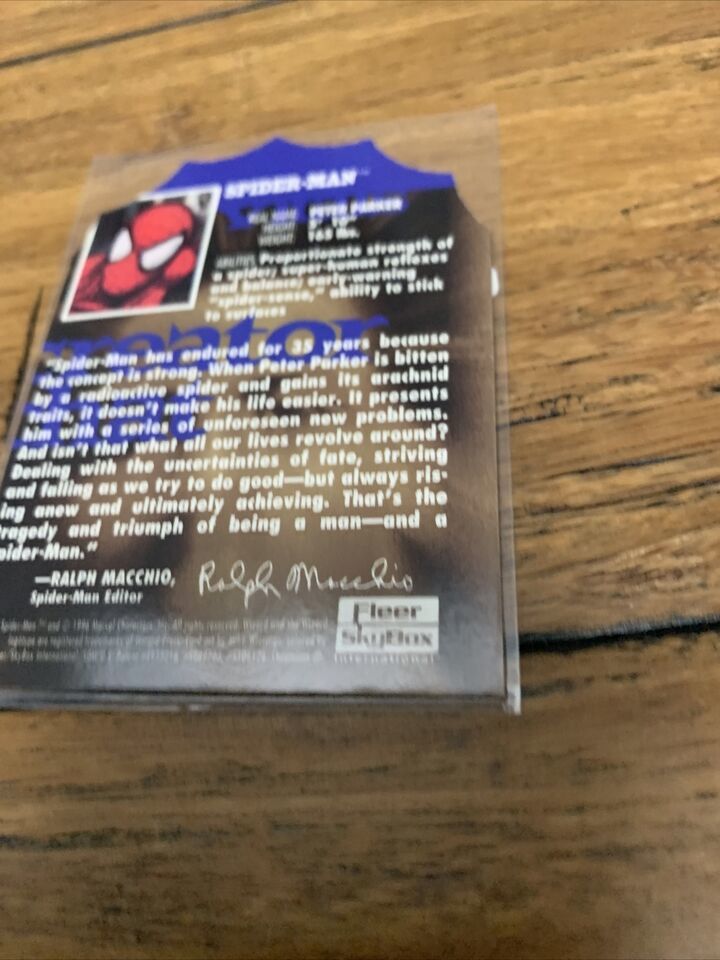 SPIDER-MAN™
REAL NAME PETER PARKER
HEIGHT 5' 10"
WEIGHT 165 lbs.
ABILITIES Proportionate strength of
a spider; super-human reflexes
and balance; early-warning
"spider-sense," ability to stick
to surfaces
"Spider-Man has endured for 35 years because
the concept is strong. When Peter Parker is bitten
by a radioactive spider and gains its arachnid
traits, it doesn't make his life easier. It presents
him with a series of unforeseen new problems.
And isn't that what all our lives revolve around?
Dealing with the uncertainties of fate, striving
and failing as we try to do good—but always ris-
ing anew and ultimately achieving. That's the
tragedy and triumph of being a man—and a
pider-Man."
—RALPH MACCHIO, Ralph Macchio
Spider-Man Editor
Fleer
SkyBox
International